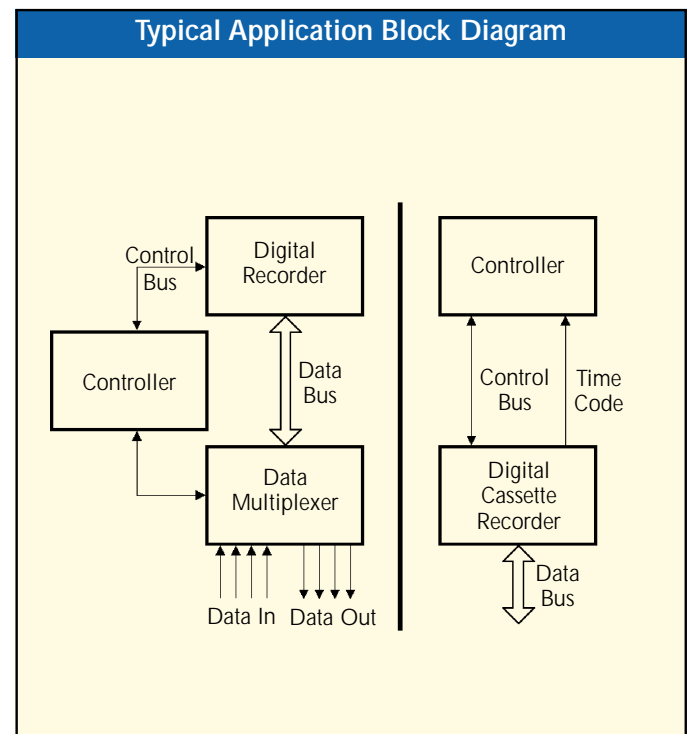 Typical Application Block Diagram
Control
Bus
Digital
Recorder
Controller
Data
Bus
Data
Multiplexer
Data In
Data Out
Controller
Control
Bus
Time
Code
Digital
Cassette
Recorder
Data
Bus